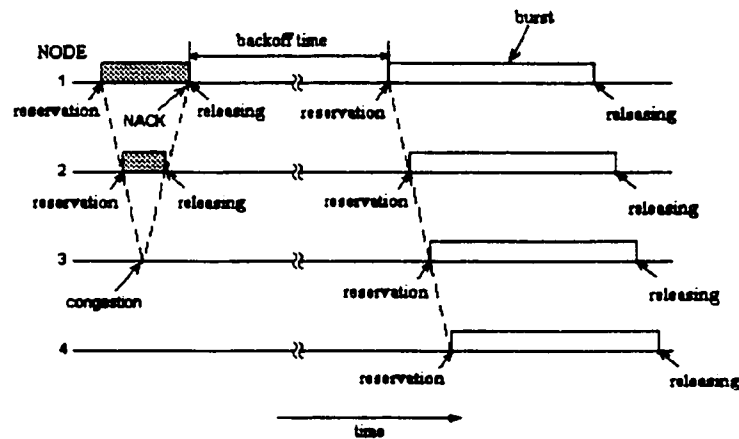 burst
backoff time
NODE
1
reservation
NACK
releasing
reservation
releasing
2
reservation
releasing
reservation
releasing
3
congestion
reservation
releasing
4
reservation
releasing
time